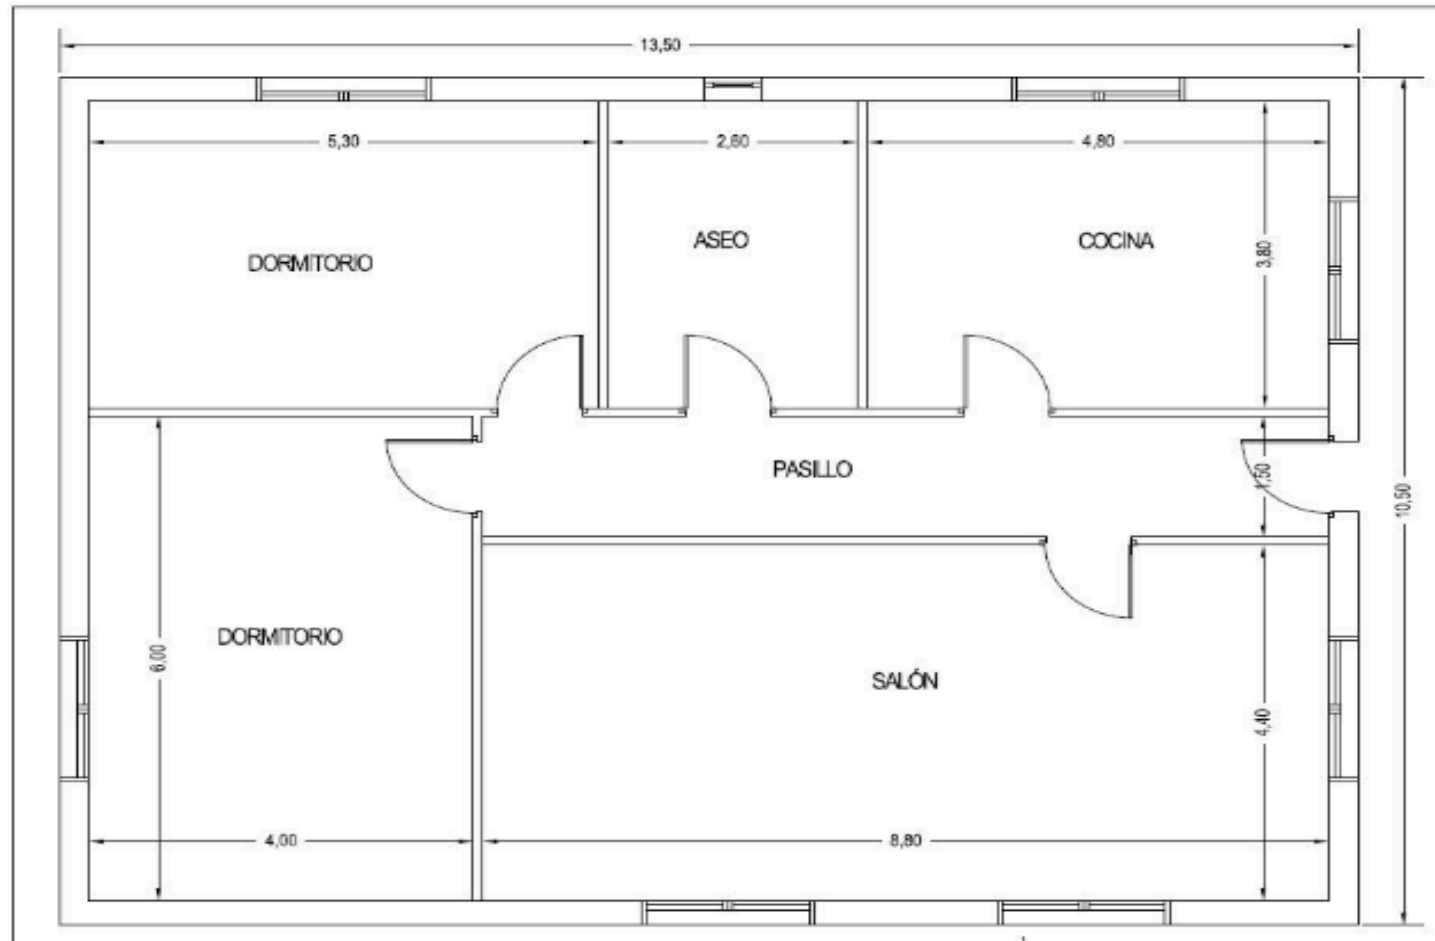 13,50
5,30
2,60
4,80
ASEO
COCINA
DORMITORIO
3,80
PASILLO
1,50
10,50
DORMITORIO
6.00
SALÓN
4,40
4,00
8,80